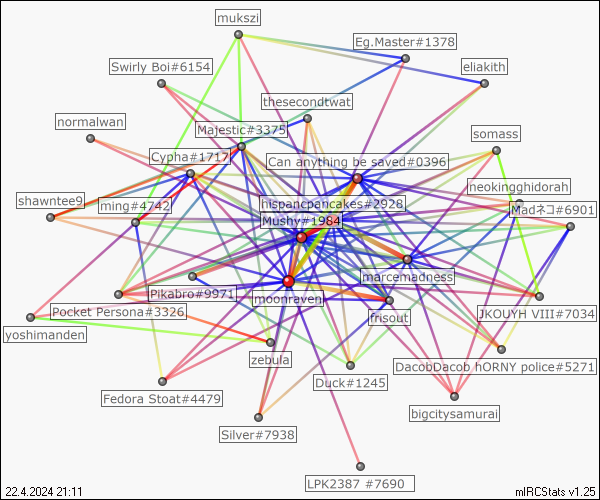 mukszi
Eg.Master#1378
Swirly Boi#6154
eliakith
thesecondtwat
normalwan
Majestic#3375
somass
Cypha#1717
Can anything be saved#0396
neokingghidorah
shawntee9
ming#4742
hispancpancakes#2928
Madネコ#6901
Mushy#1984
marcemadness
Pikabro#9971
moonraven
Pocket Persona#3326
frisout
JKOUYH VIII#7034
yoshimanden
zebula
DacobDacob hORNY police#5271
Duck#1245
Fedora Stoat#4479
bigcitysamurai
Silver#7938
LPK2387 #7690
22.4.2024 21:11
mIRCStats v1.25